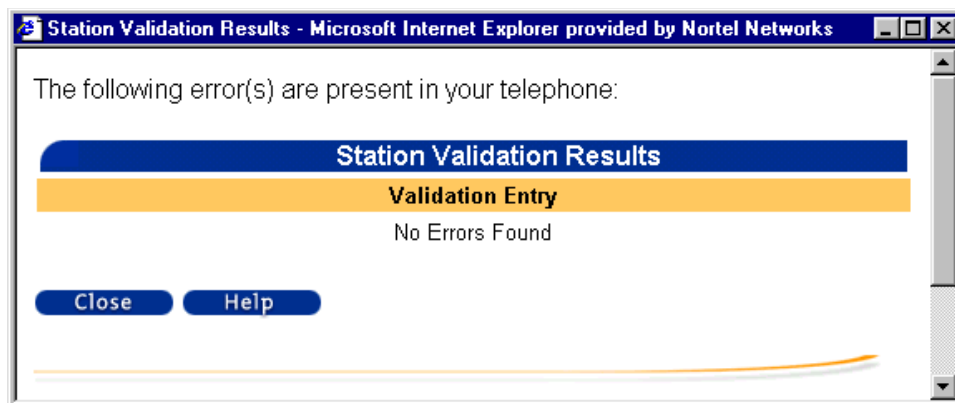 Station Validation Results - Microsoft Internet Explorer provided by Nortel Networks
The following error(s) are present in your telephone:
Station Validation Results
Validation Entry
No Errors Found
Close Help